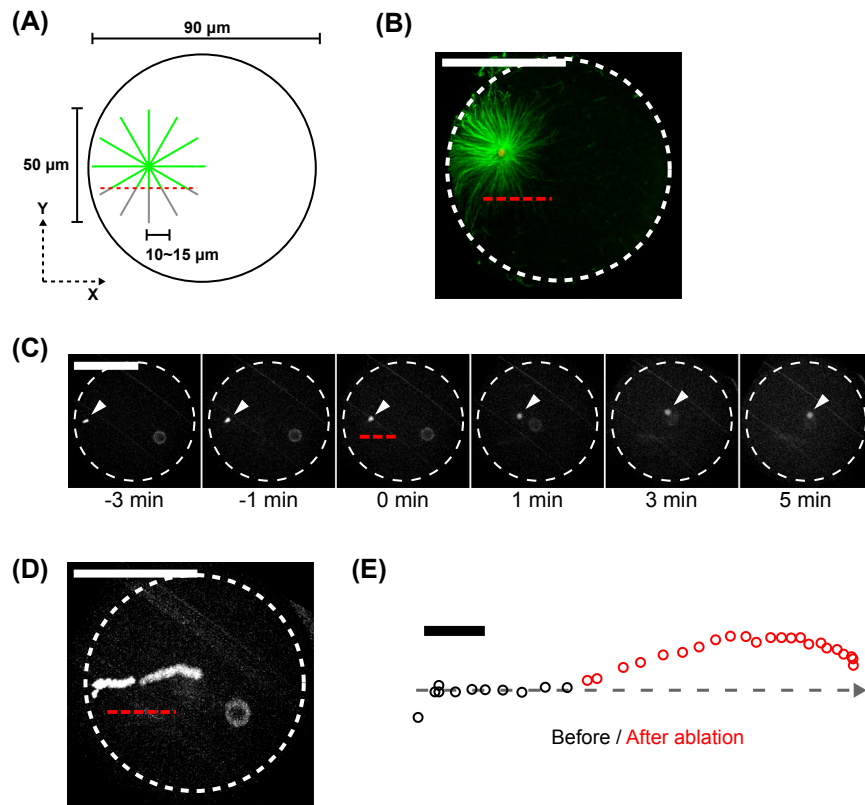 (A)
90 µm
50 µm
10~15 µm
Y
X
(B)
(C)
-3 min
-1 min
0 min
1 min
3 min
5 min
(D)
(E)
Before / After ablation